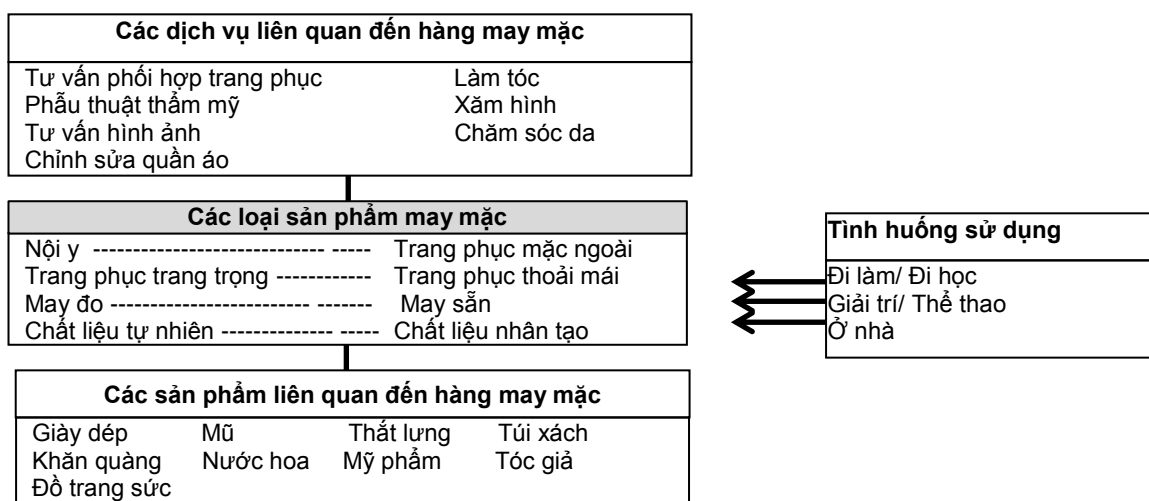 Các dịch vụ liên quan đến hàng may mặc
Tư vấn phối hợp trang phục Làm tóc
Phẫu thuật thẩm mỹ Xăm hình
Tư vấn hình ảnh Chăm sóc da
Chỉnh sửa quần áo
Các loại sản phẩm may mặc
Nội y ----------------------------- ----- Trang phục mặc ngoài
Trang phục trang trọng ------------ Trang phục thoải mái
May đo ------------------------- ------- May sẵn
Chất liệu tự nhiên -------------- ----- Chất liệu nhân tạo
Tình huống sử dụng
Đi làm/ Đi học
Giải trí/ Thể thao
Ở nhà
Các sản phẩm liên quan đến hàng may mặc
Giày dép Mũ Thắt lưng Túi xách
Khăn quàng Nước hoa Mỹ phẩm Tóc giả
Đồ trang sức